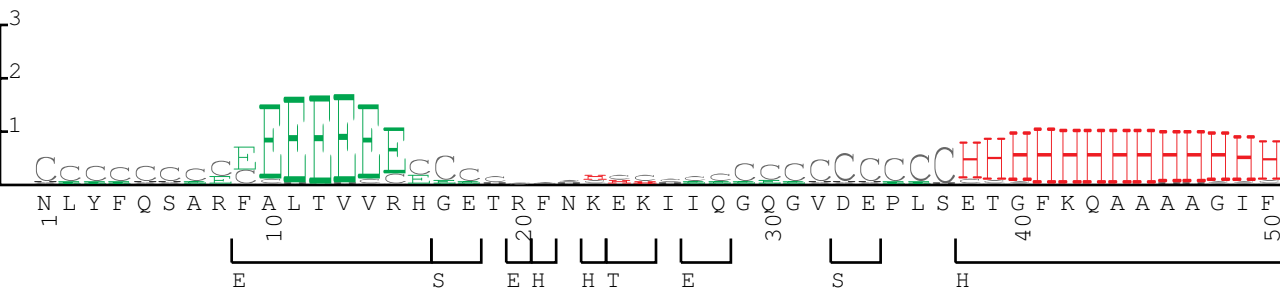 3
2
1
C C C C C C C C E E E E E E E C C C C C C C C C C C C H H H H H H H H H H H H H
E C C E
N L Y F Q S A R F A L T V V R H G E T R F N K E K I I Q G Q G V D E P L S E T G F K Q A A A A G I F
1 10 20 30 40 50
E S E H H T E S H